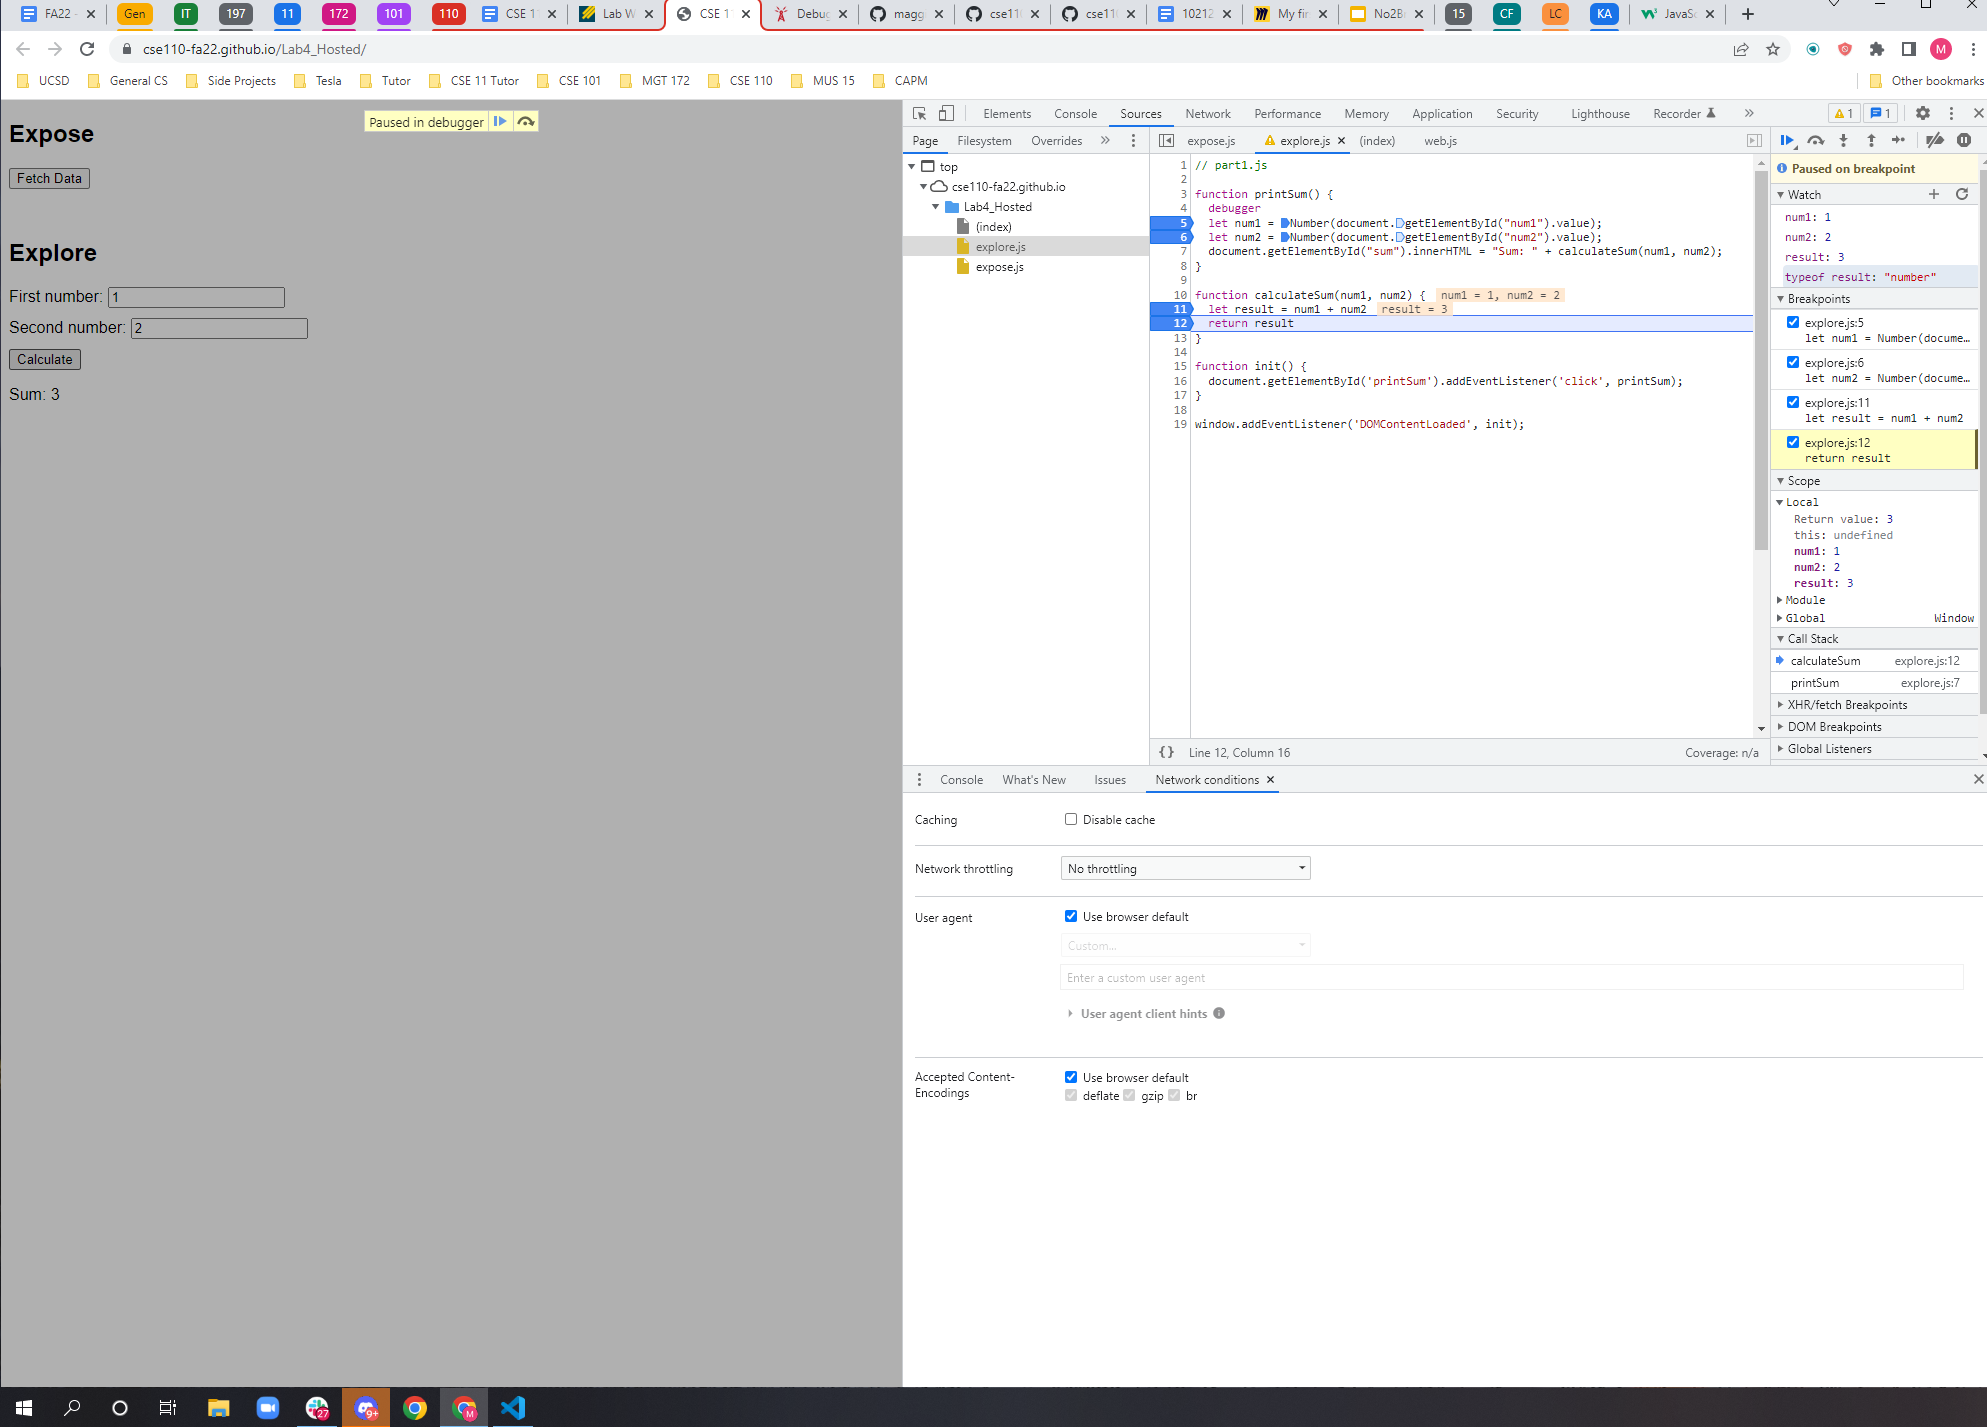 FA22 -
Gen
IT
197
11
172
101
110
CSE 1
Lab W
CSE 1
Debug
magg
cse11
cse11
10212
My fir
No2B
15
CF
LC
KA
JavaSc
cse110-fa22.github.io/Lab4_Hosted/
M
UCSD
General CS
Side Projects
Tesla
Tutor
CSE 11 Tutor
CSE 101
MGT 172
CSE 110
MUS 15
CAPM
Other bookmarks
Paused in debugger
Expose
Fetch Data
Explore
First number: 1
Second number: 2
Calculate
Sum: 3
Elements
Console
Sources
Network
Performance
Memory
Application
Security
Lighthouse
Recorder
1
1
Page
Filesystem
Overrides
top
cse110-fa22.github.io
Lab4_Hosted
(index)
explore.js
expose.js
expose.js
explore.js
(index)
web.js
1 // part1.js
2
3 function printSum() {
4 debugger
5 let num1 = Number(document.getElementById("num1").value);
6 let num2 = Number(document.getElementById("num2").value);
7 document.getElementById("sum").innerHTML = "Sum: " + calculateSum(num1, num2);
8 }
9
10 function calculateSum(num1, num2) { num1 = 1, num2 = 2
11 let result = num1 + num2 result = 3
12 return result
13 }
14
15 function init() {
16 document.getElementById('printSum').addEventListener('click', printSum);
17 }
18
19 window.addEventListener('DOMContentLoaded', init);
{} Line 12, Column 16
Coverage: n/a
Paused on breakpoint
Watch
num1: 1
num2: 2
result: 3
typeof result: "number"
Breakpoints
explore.js:5
let num1 = Number(docume…
explore.js:6
let num2 = Number(docume…
explore.js:11
let result = num1 + num2
explore.js:12
return result
Scope
Local
Return value: 3
this: undefined
num1: 1
num2: 2
result: 3
Module
Global Window
Call Stack
calculateSum explore.js:12
printSum explore.js:7
XHR/fetch Breakpoints
DOM Breakpoints
Global Listeners
Console
What's New
Issues
Network conditions
Caching
Disable cache
Network throttling
No throttling
User agent
Use browser default
Custom...
Enter a custom user agent
User agent client hints
Accepted Content-
Encodings
Use browser default
deflate gzip br
27
9+
M